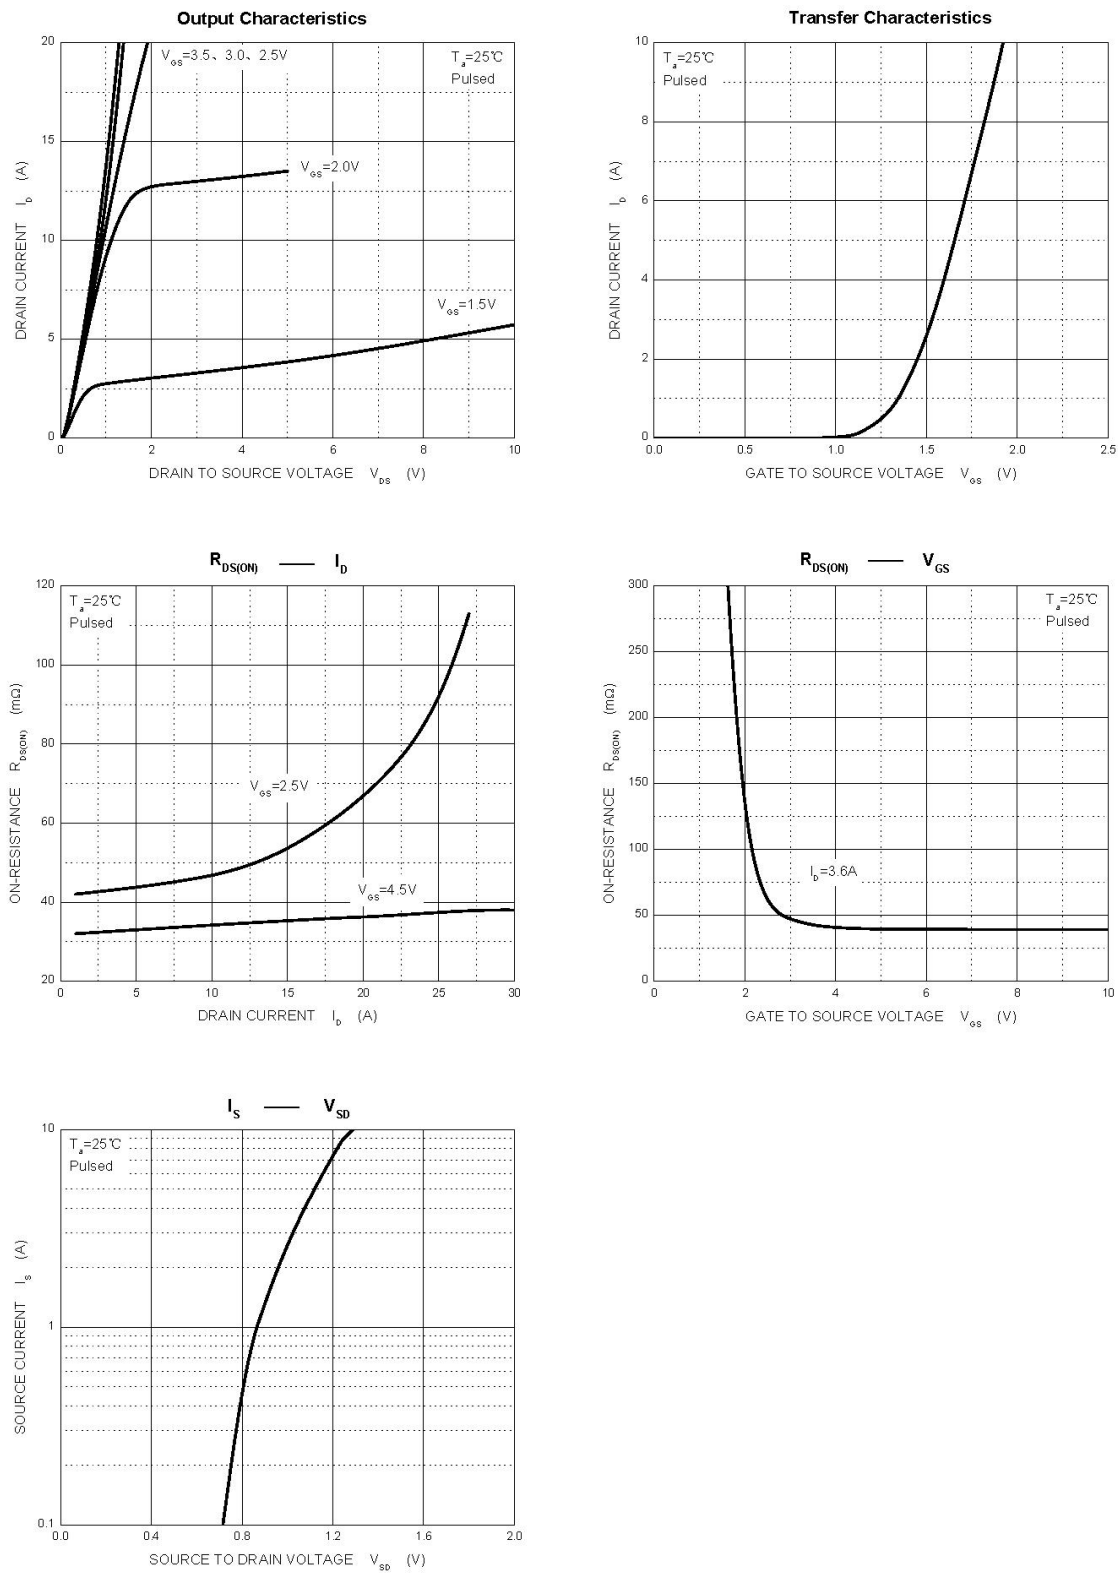 Output Characteristics
20
15
10
5
0
0
2
4
6
8
10
VGS=3.5、3.0、2.5V
Ta=25℃
Pulsed
VGS=2.0V
VGS=1.5V
DRAIN CURRENT ID (A)
DRAIN TO SOURCE VOLTAGE VDS (V)
Transfer Characteristics
10
8
6
4
2
0
0.0
0.5
1.0
1.5
2.0
2.5
Ta=25℃
Pulsed
DRAIN CURRENT ID (A)
GATE TO SOURCE VOLTAGE VGS (V)
RDS(ON) —— ID
120
100
80
60
40
20
0
5
10
15
20
25
30
Ta=25℃
Pulsed
VGS=2.5V
VGS=4.5V
ON-RESISTANCE RDS(ON) (mΩ)
DRAIN CURRENT ID (A)
RDS(ON) —— VGS
300
250
200
150
100
50
0
0
2
4
6
8
10
Ta=25℃
Pulsed
ID=3.6A
ON-RESISTANCE RDS(ON) (mΩ)
GATE TO SOURCE VOLTAGE VGS (V)
IS —— VSD
10
1
0.1
0.0
0.4
0.8
1.2
1.6
2.0
Ta=25℃
Pulsed
SOURCE CURRENT IS (A)
SOURCE TO DRAIN VOLTAGE VSD (V)